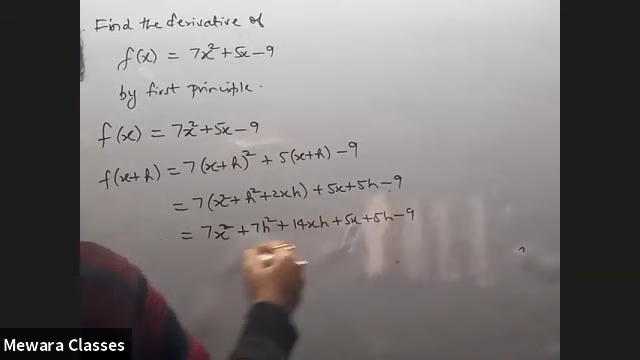 Find the derivative of
f(x) = 7x² + 5x - 9
by first principle.
f(x) = 7x² + 5x - 9
f(x+h) = 7(x+h)² + 5(x+h) - 9
= 7(x² + h² + 2xh) + 5x + 5h - 9
= 7x² + 7h² + 14xh + 5x + 5h - 9
Mewara Classes